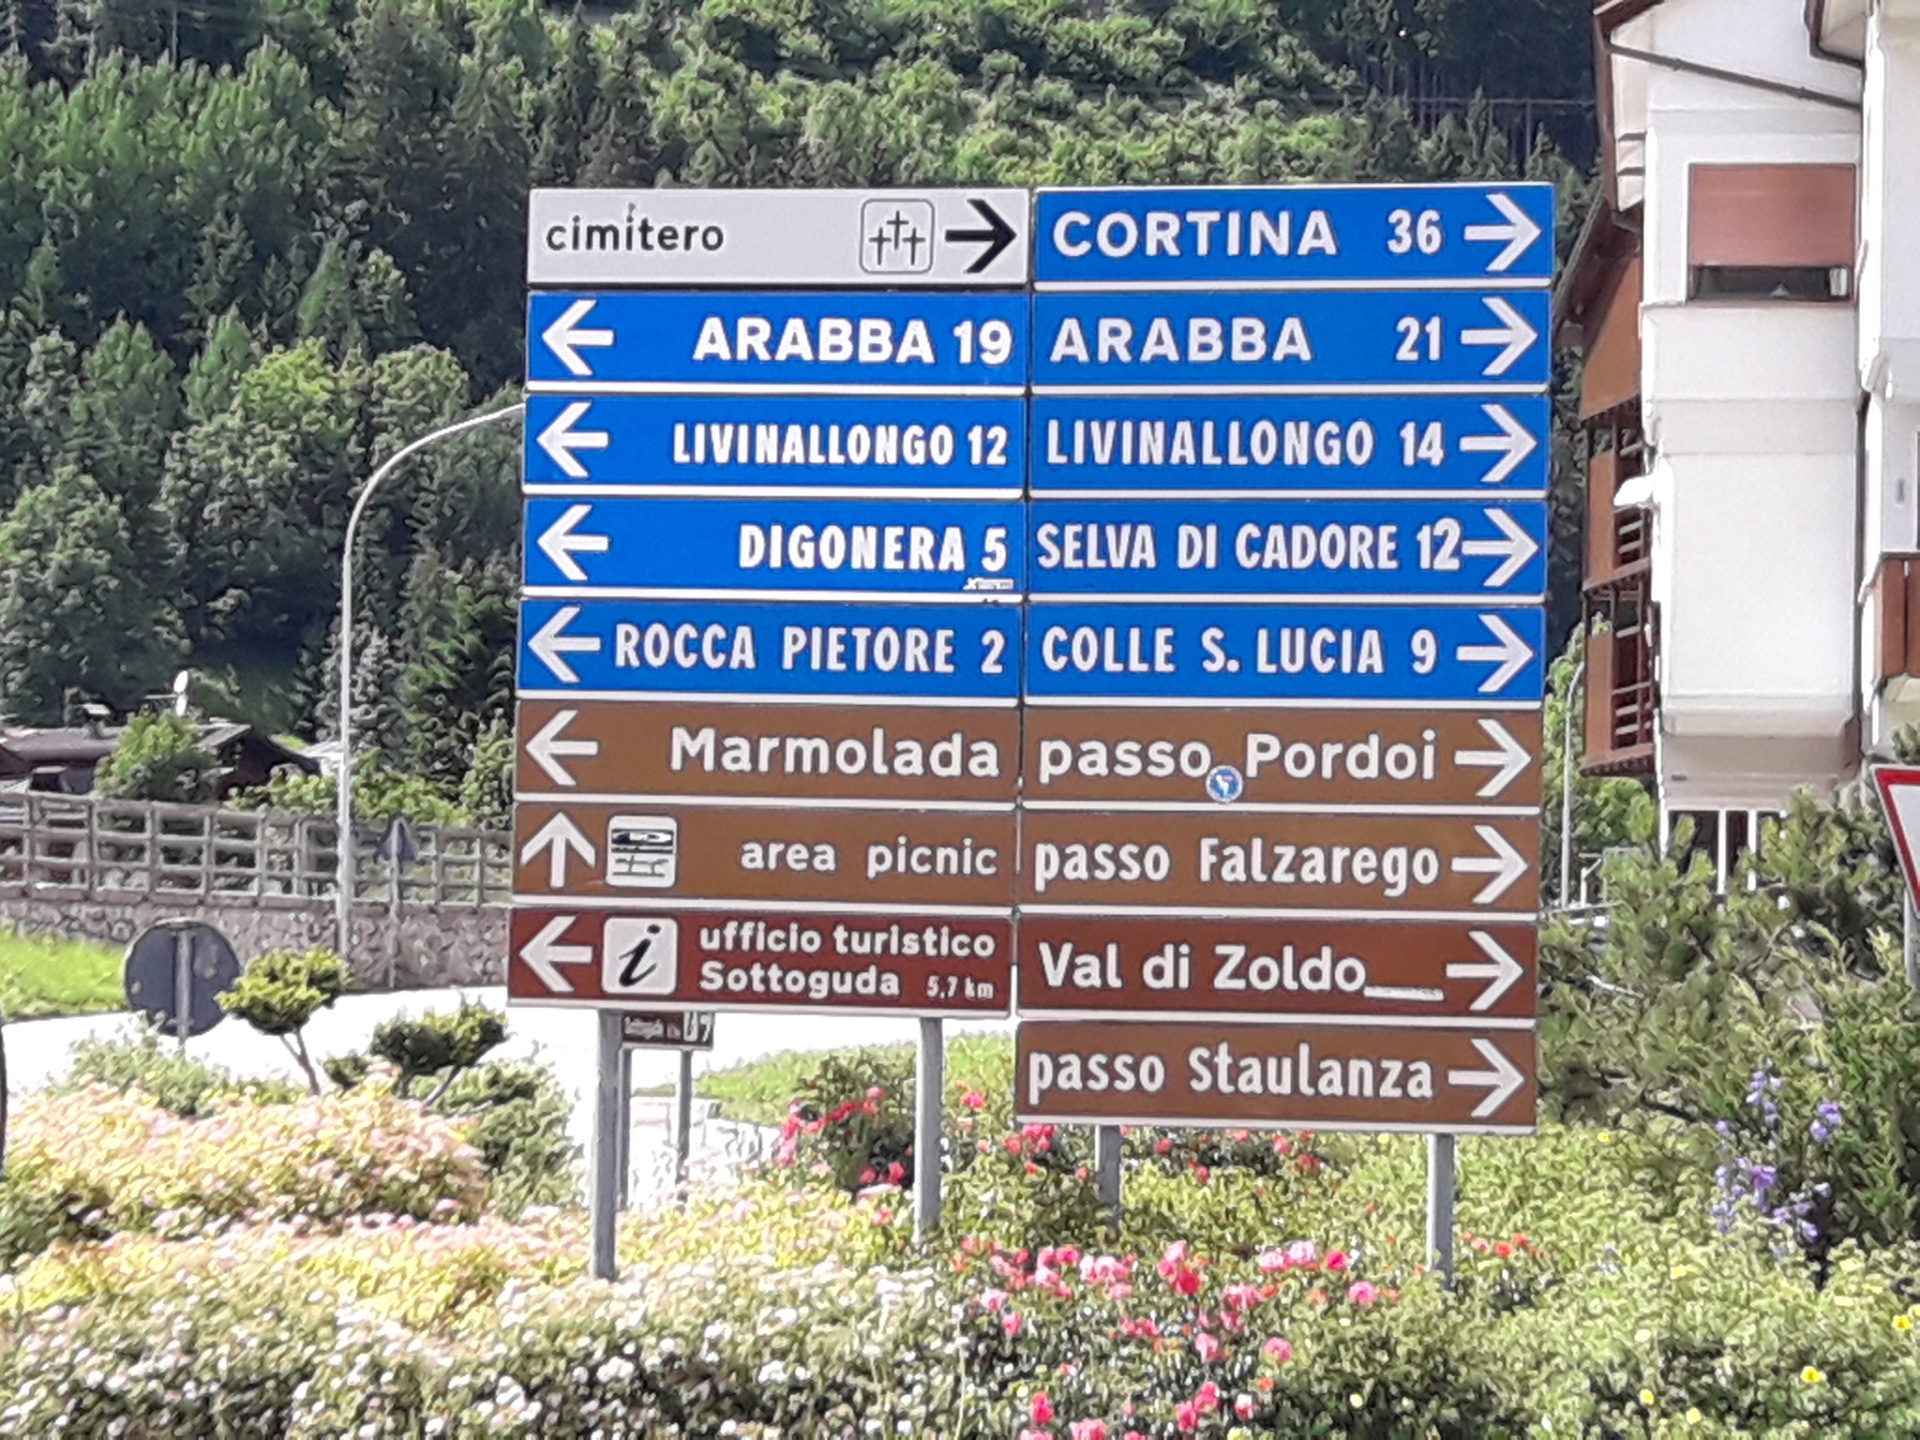 cimitero
ARABBA 19
LIVINALLONGO 12
DIGONERA 5
ROCCA PIETORE 2
Marmolada
area picnic
i
ufficio turistico
Sottoguda 5,7 km
CORTINA 36
ARABBA 21
LIVINALLONGO 14
SELVA DI CADORE 12
COLLE S. LUCIA 9
passo Pordoi
passo Falzarego
Val di Zoldo
passo Staulanza